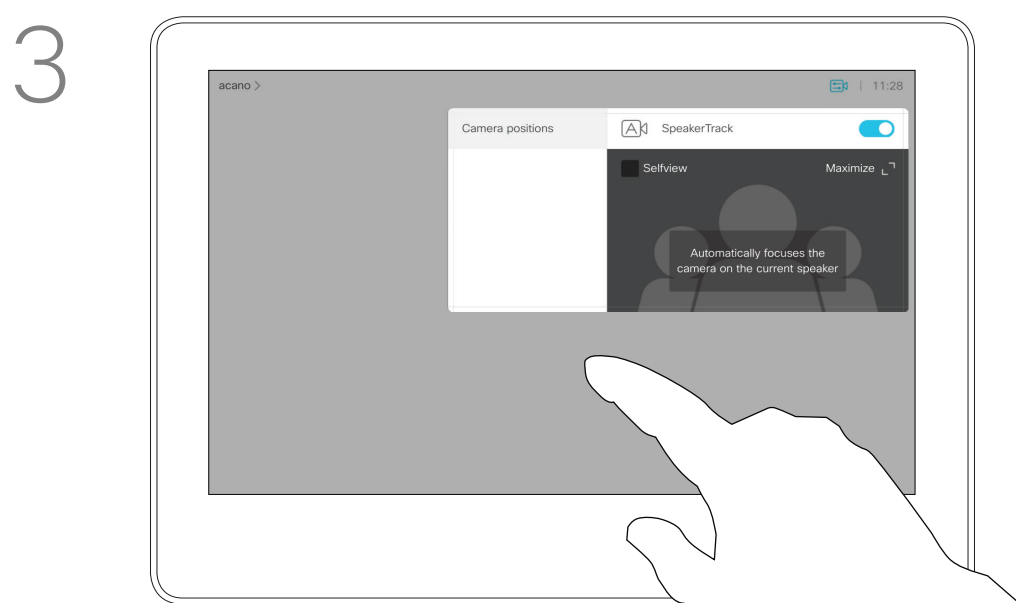 3
acano >
11:28
Camera positions
A
SpeakerTrack
Selfview
Maximize
Automatically focuses the
camera on the current speaker